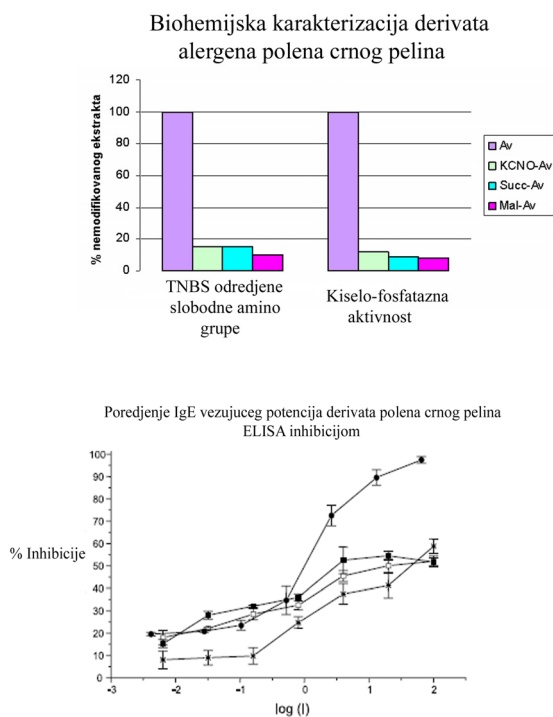 Biohemijska karakterizacija derivata
alergena polena crnog pelina
% nemodifikovanog ekstrakta
120
100
80
60
40
20
0
Av
KCNO-Av
Succ-Av
Mal-Av
TNBS odredjene
slobodne amino
grupe
Kiselo-fosfatazna
aktivnost
Poredjenje IgE vezujuceg potencija derivata polena crnog pelina
ELISA inhibicijom
% Inhibicije
100
90
80
70
60
50
40
30
20
10
0
-3 -2 -1 0 1 2 3
log (I)